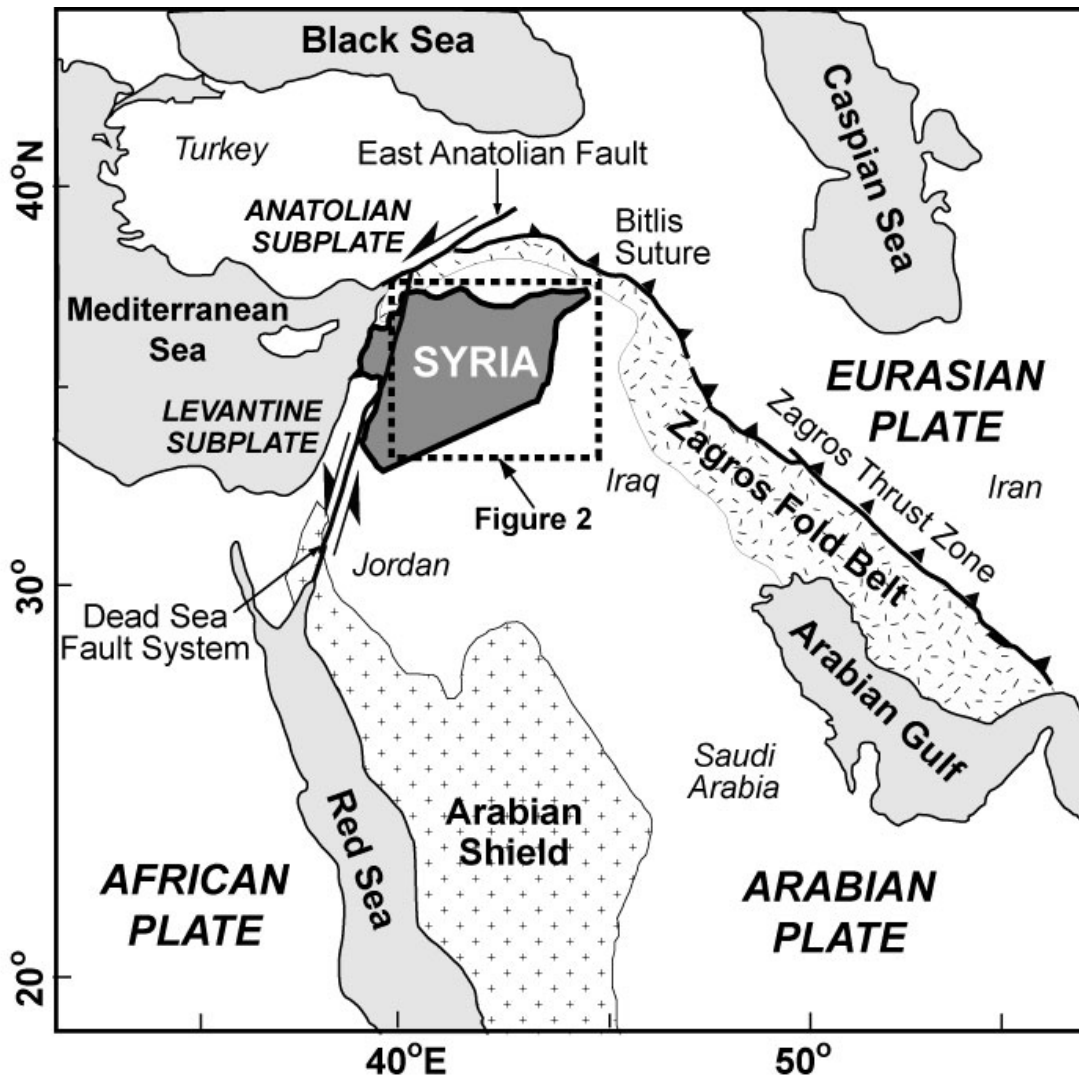 Black Sea
Caspian Sea
Turkey
East Anatolian Fault
40°N
ANATOLIAN
SUBPLATE
Bitlis
Suture
Mediterranean
Sea
SYRIA
EURASIAN
PLATE
LEVANTINE
SUBPLATE
Zagros Thrust Zone
Zagros Fold Belt
Iraq
Iran
Figure 2
Jordan
30°
Dead Sea
Fault System
Arabian Gulf
Saudi
Arabia
Red Sea
Arabian
Shield
AFRICAN
PLATE
ARABIAN
PLATE
20°
40°E
50°